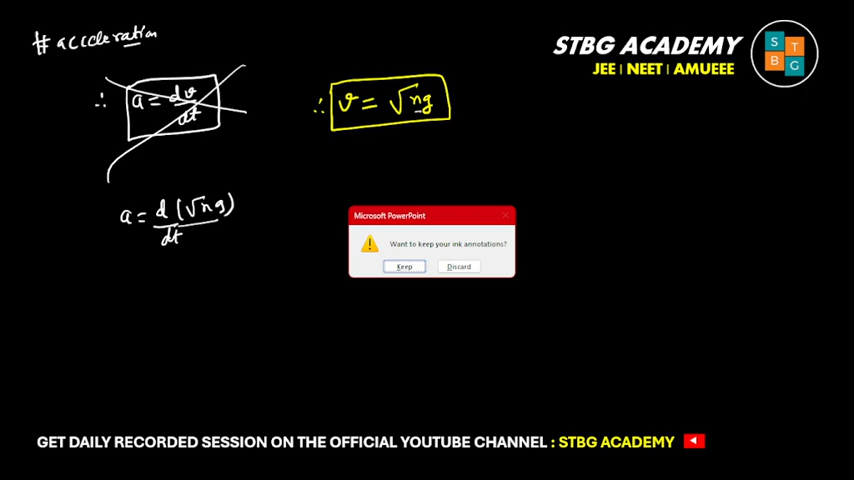 # acceleration
STBG ACADEMY
JEE | NEET | AMUEEE
S T B G
∴ a = dv/dt
∴ v = √ng
a = d (√ng)/dt
Microsoft PowerPoint
Want to keep your ink annotations?
Keep Discard
GET DAILY RECORDED SESSION ON THE OFFICIAL YOUTUBE CHANNEL : STBG ACADEMY